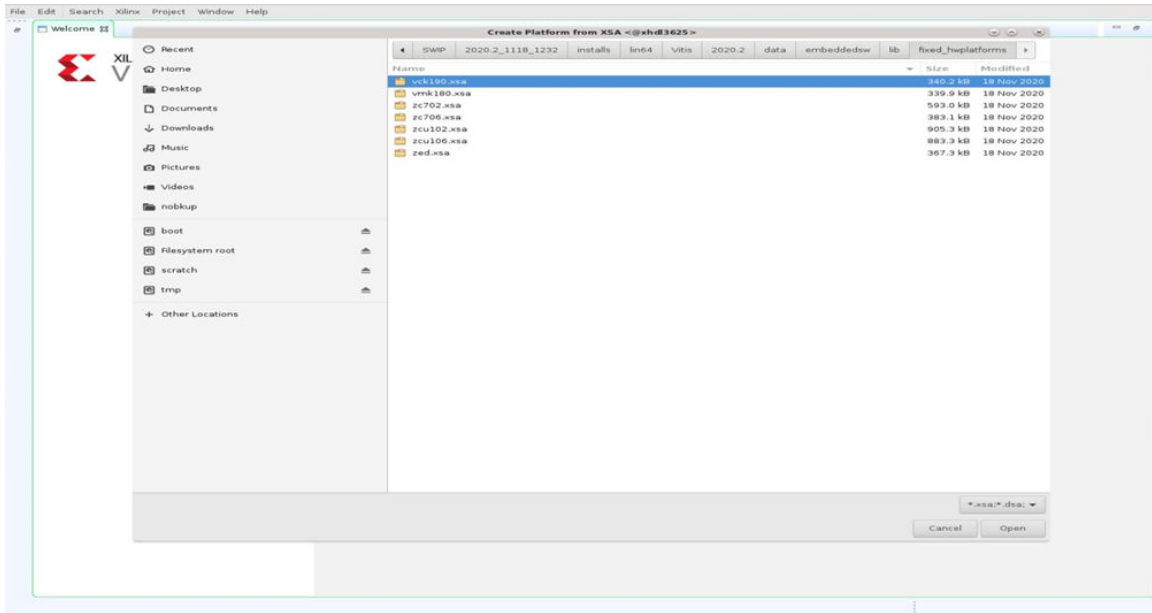 File Edit Search Xilinx Project Window Help
Welcome
Create Platform from XSA <@xhdl3625>
XIL
V
Recent
Home
Desktop
Documents
Downloads
Music
Pictures
Videos
nobkup
boot
Filesystem root
scratch
tmp
+ Other Locations
SWIP 2020.2_1118_1232 installs lin64 Vitis 2020.2 data embeddedsw lib fixed_hwplatforms
Name Size Modified
vck190.xsa 340.2 kB 18 Nov 2020
vmk180.xsa 339.9 kB 18 Nov 2020
zc702.xsa 593.0 kB 18 Nov 2020
zc706.xsa 383.1 kB 18 Nov 2020
zcu102.xsa 905.3 kB 18 Nov 2020
zcu106.xsa 883.3 kB 18 Nov 2020
zed.xsa 367.3 kB 18 Nov 2020
*.xsa;*.dsa;
Cancel Open